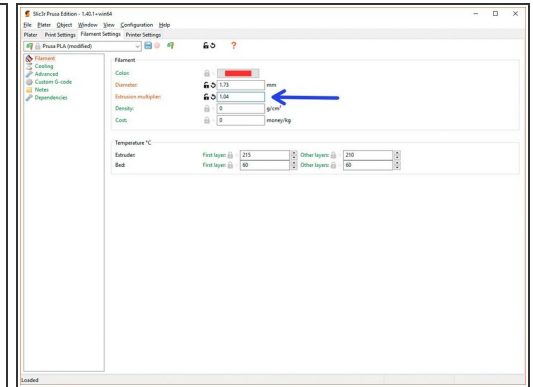 Slic3r Prusa Edition - 1.40.1+win64
File Plater Object Window View Configuration Help
Plater Print Settings Filament Settings Printer Settings
Prusa PLA (modified)
?
Filament
Cooling
Advanced
Custom G-code
Notes
Dependencies
Filament
Color:
Diameter: 1.73 mm
Extrusion multiplier: 1.04
Density: 0 g/cm³
Cost: 0 money/kg
Temperature °C
Extruder: First layer: 215 Other layers: 210
Bed: First layer: 60 Other layers: 60
Loaded